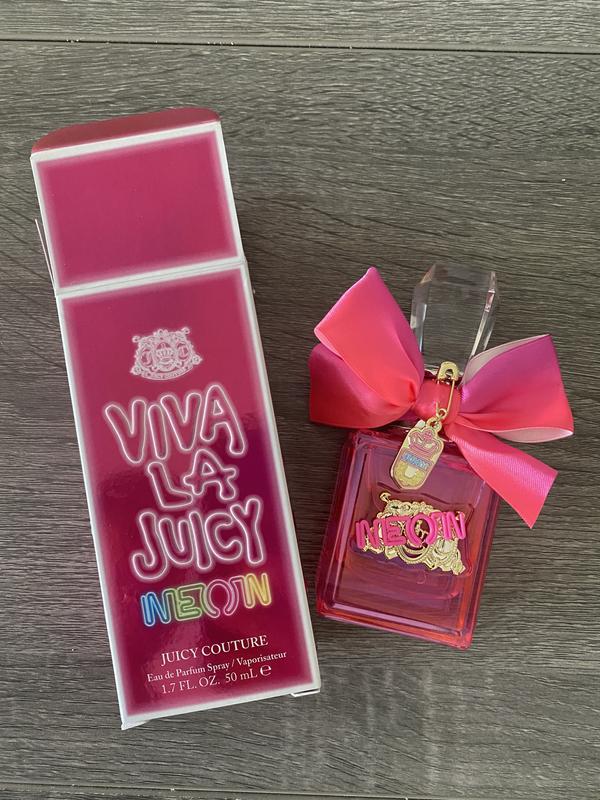 VIVA
LA
JUICY
NEON
JUICY COUTURE
Eau de Parfum Spray / Vaporisateur
1.7 FL. OZ. 50 mL ℮
NEON